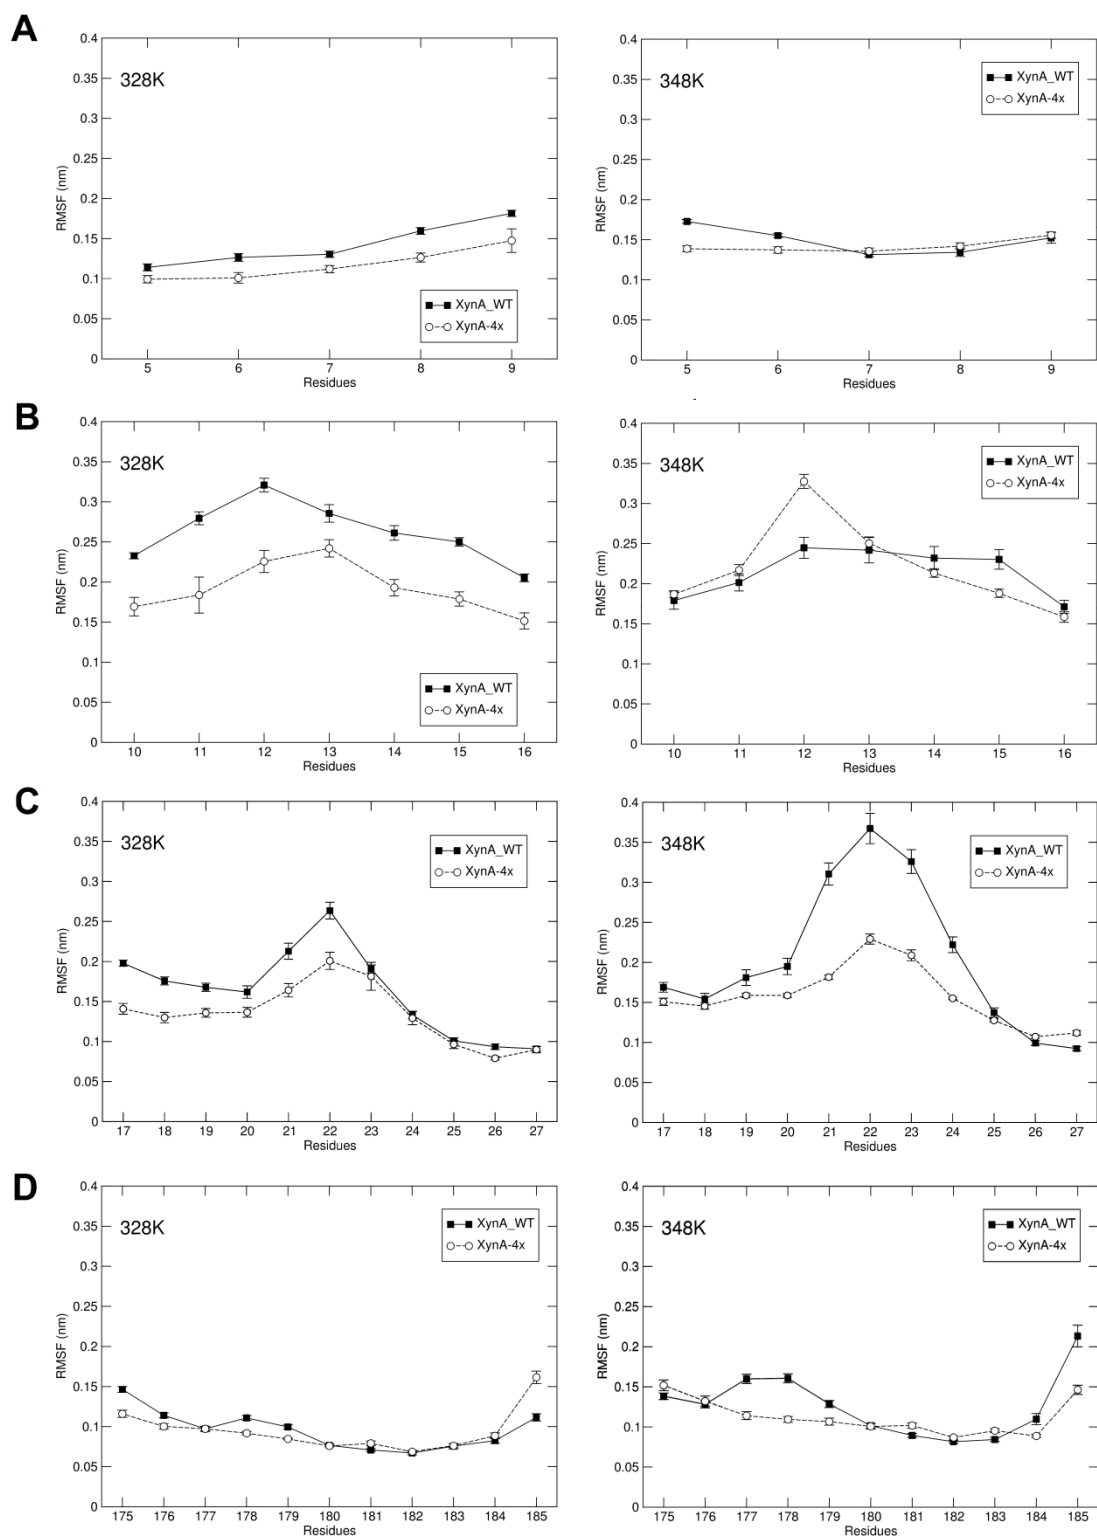 A
0.4
0.35
0.3
0.25
0.2
0.15
0.1
0.05
0
RMSF (nm)
328K
XynA_WT
XynA-4x
5 6 7 8 9
Residues
0.4
0.35
0.3
0.25
0.2
0.15
0.1
0.05
0
RMSF (nm)
348K
XynA_WT
XynA-4x
5 6 7 8 9
Residues
B
0.4
0.35
0.3
0.25
0.2
0.15
0.1
0.05
0
RMSF (nm)
328K
XynA_WT
XynA-4x
10 11 12 13 14 15 16
Residues
0.4
0.35
0.3
0.25
0.2
0.15
0.1
0.05
0
RMSF (nm)
348K
XynA_WT
XynA-4x
10 11 12 13 14 15 16
Residues
C
0.4
0.35
0.3
0.25
0.2
0.15
0.1
0.05
0
RMSF (nm)
328K
XynA_WT
XynA-4x
17 18 19 20 21 22 23 24 25 26 27
Residues
0.4
0.35
0.3
0.25
0.2
0.15
0.1
0.05
0
RMSF (nm)
348K
XynA_WT
XynA-4x
17 18 19 20 21 22 23 24 25 26 27
Residues
D
0.4
0.35
0.3
0.25
0.2
0.15
0.1
0.05
0
RMSF (nm)
328K
XynA_WT
XynA-4x
175 176 177 178 179 180 181 182 183 184 185
Residues
0.4
0.35
0.3
0.25
0.2
0.15
0.1
0.05
0
RMSF (nm)
348K
XynA_WT
XynA-4x
175 176 177 178 179 180 181 182 183 184 185
Residues